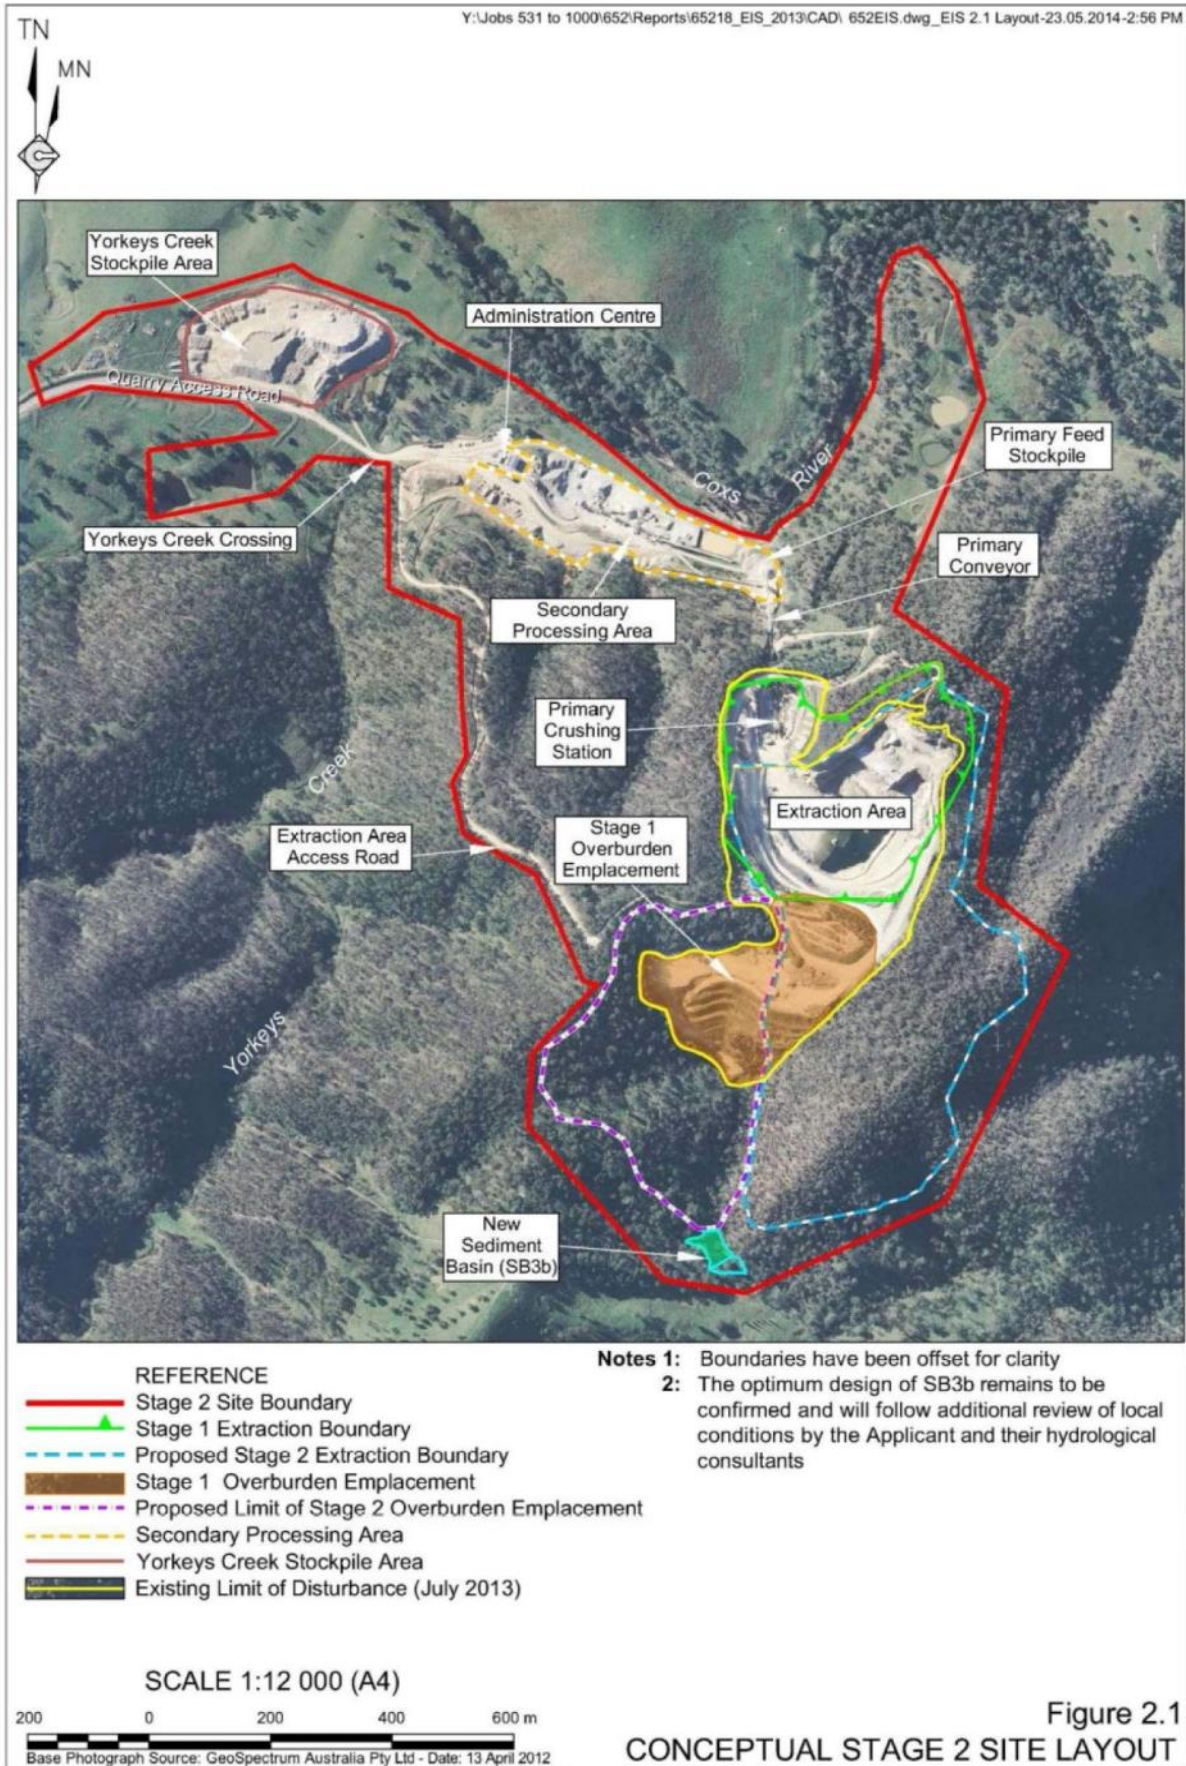 Y:\Jobs 531 to 1000\652\Reports\65218_EIS_2013\CAD\ 652EIS.dwg_EIS 2.1 Layout-23.05.2014-2:56 PM
TN
MN
Yorkeys Creek
Stockpile Area
Administration Centre
Quarry Access Road
Primary Feed
Stockpile
Coxs
River
Yorkeys Creek Crossing
Primary
Conveyor
Secondary
Processing Area
Primary
Crushing
Station
Creek
Extraction Area
Stage 1
Overburden
Emplacement
Extraction Area
Access Road
Yorkeys
New
Sediment
Basin (SB3b)
REFERENCE
Stage 2 Site Boundary
Stage 1 Extraction Boundary
Proposed Stage 2 Extraction Boundary
Stage 1 Overburden Emplacement
Proposed Limit of Stage 2 Overburden Emplacement
Secondary Processing Area
Yorkeys Creek Stockpile Area
Existing Limit of Disturbance (July 2013)
Notes 1: Boundaries have been offset for clarity
2: The optimum design of SB3b remains to be
confirmed and will follow additional review of local
conditions by the Applicant and their hydrological
consultants
SCALE 1:12 000 (A4)
200 0 200 400 600 m
Base Photograph Source: GeoSpectrum Australia Pty Ltd - Date: 13 April 2012
Figure 2.1
CONCEPTUAL STAGE 2 SITE LAYOUT